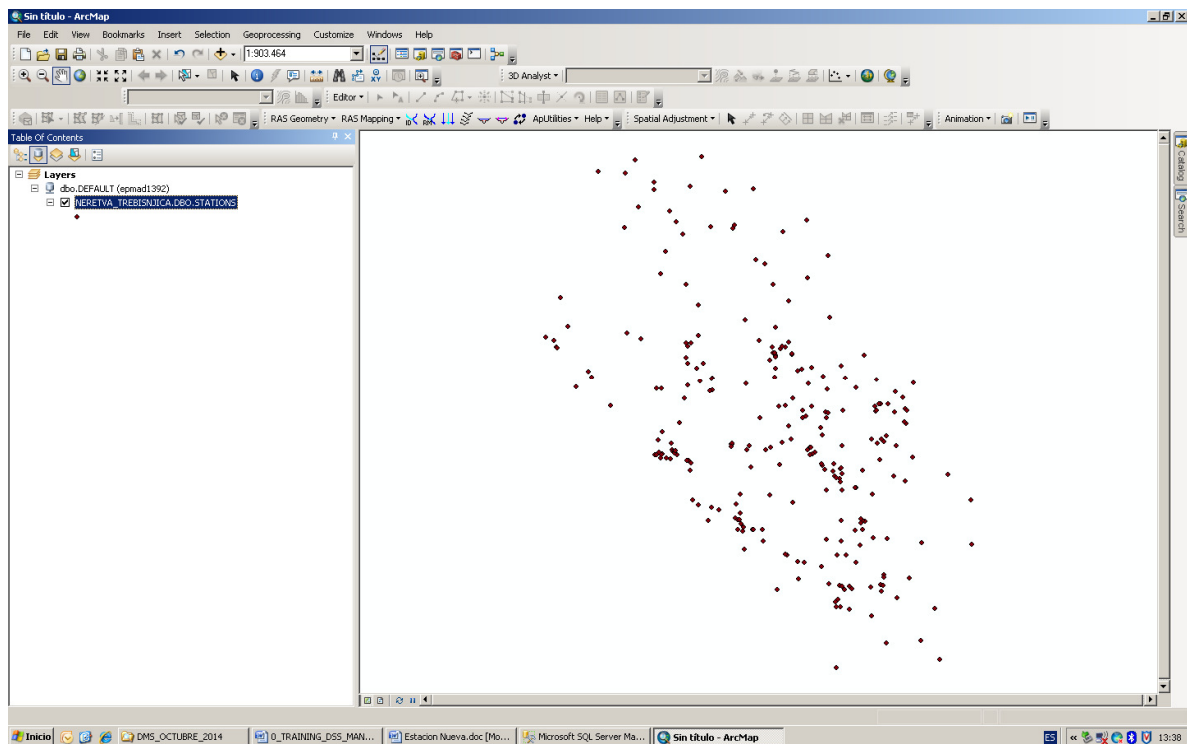 Sin título - ArcMap
File Edit View Bookmarks Insert Selection Geoprocessing Customize Windows Help
1:903.464
3D Analyst
Editor
RAS Geometry RAS Mapping ApUtilities Help Spatial Adjustment Animation
Table Of Contents
Layers
dbo.DEFAULT (epmad1392)
NERETVA_TREBISNJICA.DBO.STATIONS
Catalog
Search
Inicio
DMS_OCTUBRE_2014
0_TRAINING_DSS_MAN...
Estacion Nueva.doc [Mo...
Microsoft SQL Server Ma...
Sin título - ArcMap
ES
13:38